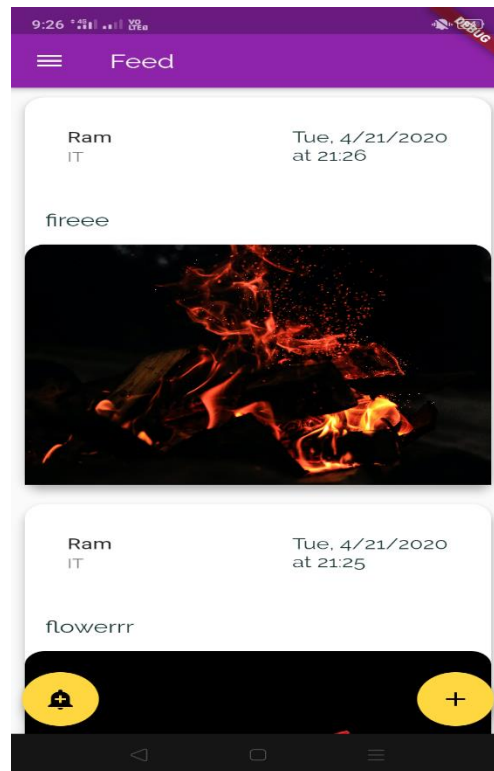 9:26
DEBUG
Feed
Ram
IT
Tue, 4/21/2020
at 21:26
fireee
Ram
IT
Tue, 4/21/2020
at 21:25
flowerrr